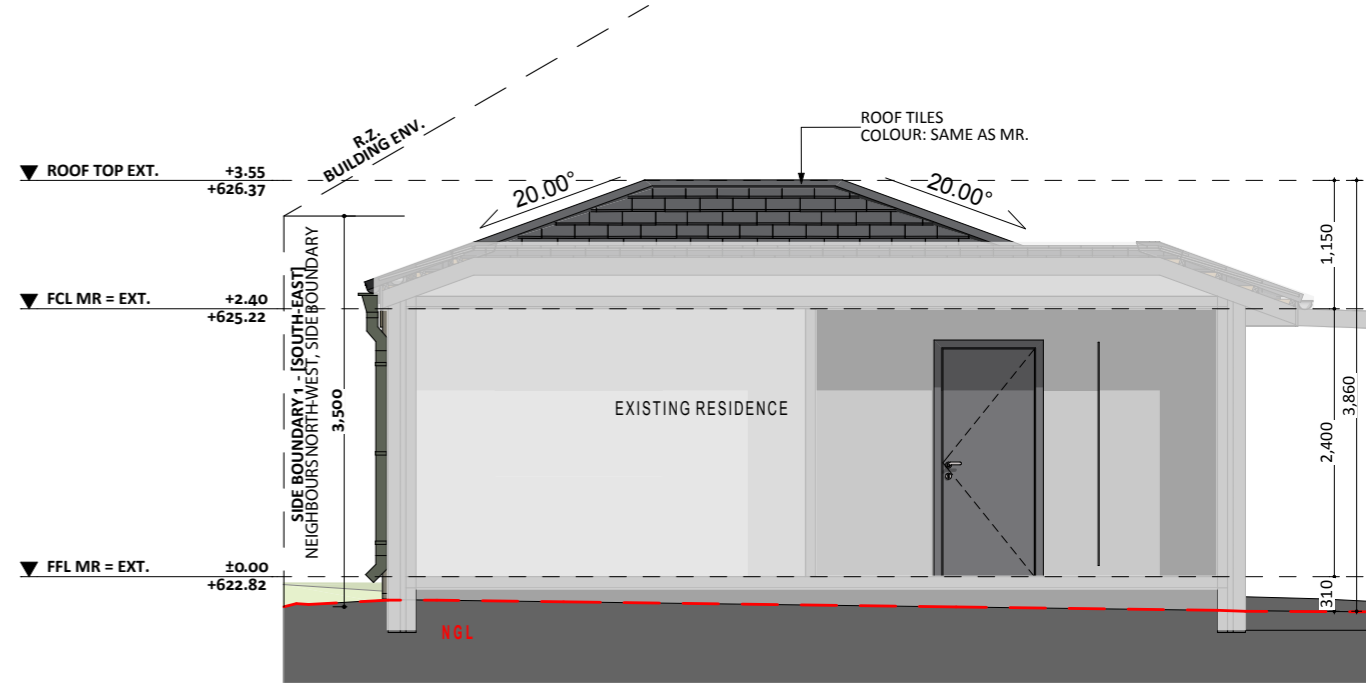 R.Z.
BUILDING ENV.
ROOF TILES
COLOUR: SAME AS MR.
ROOF TOP EXT. +3.55
+626.37
20.00°
20.00°
1,150
FCL MR = EXT. +2.40
+625.22
SIDE BOUNDARY 1 - [SOUTH-EAST]
NEIGHBOURS NORTH-WEST, SIDE BOUNDARY
3,500
EXISTING RESIDENCE
2,400
3,860
FFL MR = EXT. ±0.00
+622.82
310
NGL